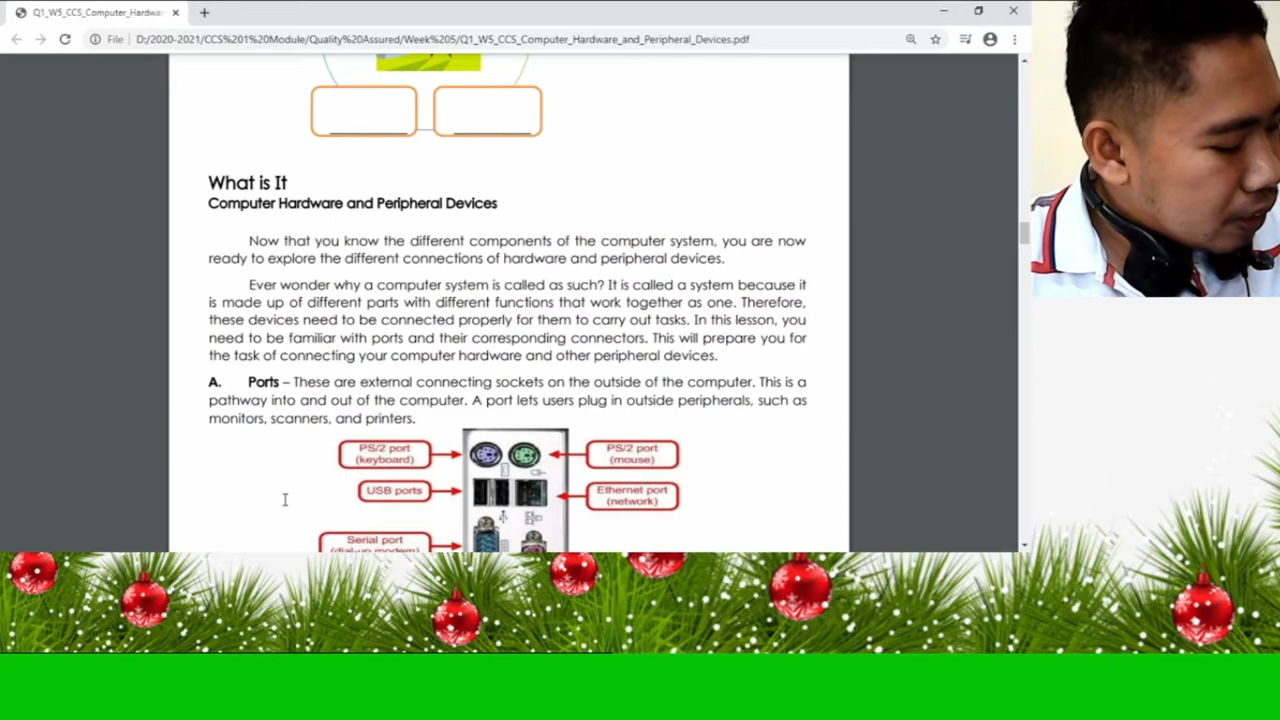 Q1_W5_CCS_Computer_Hardwa
File D:/2020-2021/CCS%201%20Module/Quality%20Assured/Week%205/Q1_W5_CCS_Computer_Hardware_and_Peripheral_Devices.pdf
What is It
Computer Hardware and Peripheral Devices
Now that you know the different components of the computer system, you are now
ready to explore the different connections of hardware and peripheral devices.
Ever wonder why a computer system is called as such? It is called a system because it
is made up of different parts with different functions that work together as one. Therefore,
these devices need to be connected properly for them to carry out tasks. In this lesson, you
need to be familiar with ports and their corresponding connectors. This will prepare you for
the task of connecting your computer hardware and other peripheral devices.
A. Ports – These are external connecting sockets on the outside of the computer. This is a
pathway into and out of the computer. A port lets users plug in outside peripherals, such as
monitors, scanners, and printers.
PS/2 port
(keyboard)
PS/2 port
(mouse)
USB ports
Ethernet port
(network)
Serial port
(dial-up modem)